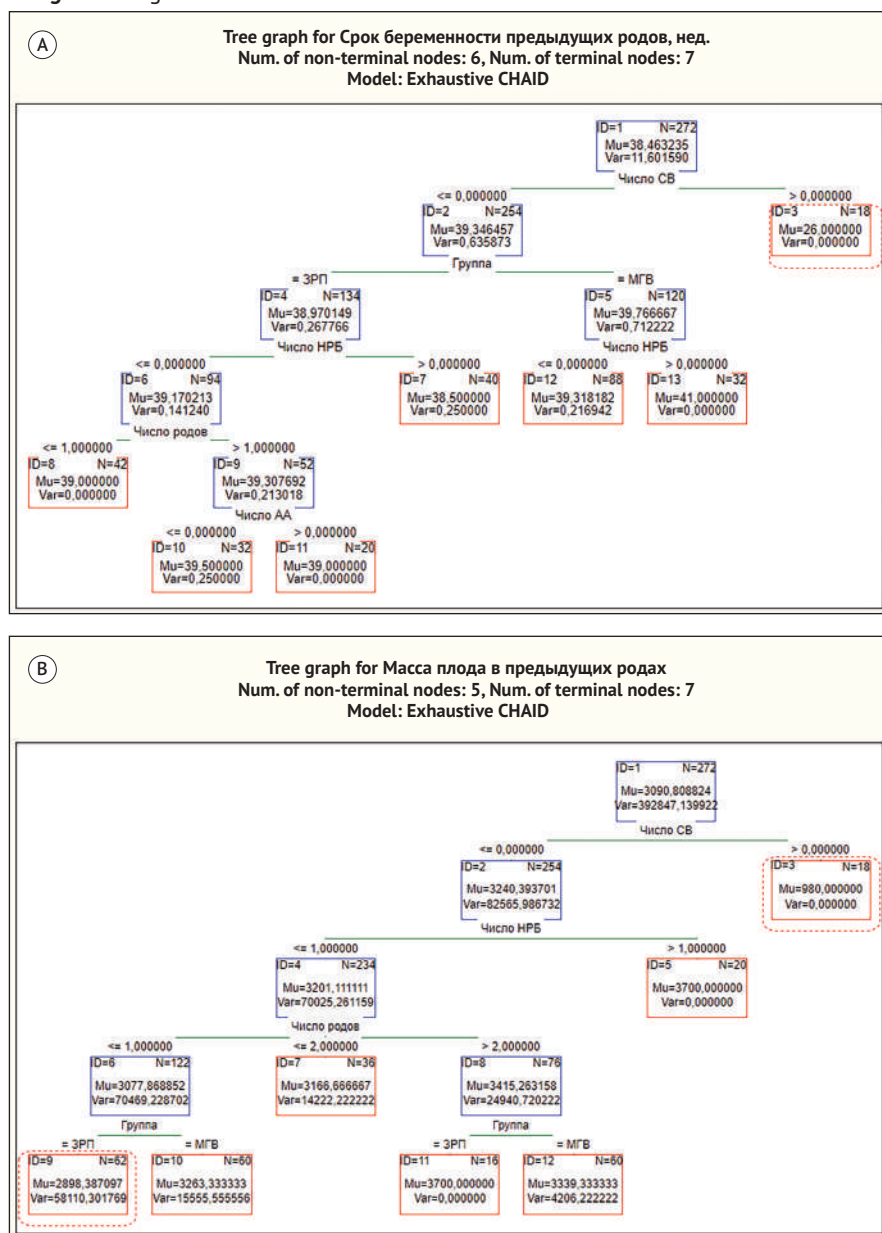 A
Tree graph for Срок беременности предыдущих родов, нед.
Num. of non-terminal nodes: 6, Num. of terminal nodes: 7
Model: Exhaustive CHAID
ID=1 N=272
Mu=38,463235
Var=11,601590
Число СВ
<= 0,000000 > 0,000000
ID=2 N=254 ID=3 N=18
Mu=39,346457 Mu=26,000000
Var=0,635873 Var=0,000000
Группа
= ЗРП = МГВ
ID=4 N=134 ID=5 N=120
Mu=38,970149 Mu=39,766667
Var=0,267766 Var=0,712222
Число НРБ Число НРБ
<= 0,000000 > 0,000000 <= 0,000000 > 0,000000
ID=6 N=94 ID=7 N=40 ID=12 N=88 ID=13 N=32
Mu=39,170213 Mu=38,500000 Mu=39,318182 Mu=41,000000
Var=0,141240 Var=0,250000 Var=0,216942 Var=0,000000
Число родов
<= 1,000000 > 1,000000
ID=8 N=42 ID=9 N=52
Mu=39,000000 Mu=39,307692
Var=0,000000 Var=0,213018
Число АА
<= 0,000000 > 0,000000
ID=10 N=32 ID=11 N=20
Mu=39,500000 Mu=39,000000
Var=0,250000 Var=0,000000
B
Tree graph for Масса плода в предыдущих родах
Num. of non-terminal nodes: 5, Num. of terminal nodes: 7
Model: Exhaustive CHAID
ID=1 N=272
Mu=3090,808824
Var=392847,139922
Число СВ
<= 0,000000 > 0,000000
ID=2 N=254 ID=3 N=18
Mu=3240,393701 Mu=980,000000
Var=82565,986732 Var=0,000000
Число НРБ
<= 1,000000 > 1,000000
ID=4 N=234 ID=5 N=20
Mu=3201,111111 Mu=3700,000000
Var=70025,261159 Var=0,000000
Число родов
<= 1,000000 <= 2,000000 > 2,000000
ID=6 N=122 ID=7 N=36 ID=8 N=76
Mu=3077,868852 Mu=3166,666667 Mu=3415,263158
Var=70469,228702 Var=14222,222222 Var=24940,720222
Группа Группа
= ЗРП = МГВ = ЗРП = МГВ
ID=9 N=62 ID=10 N=60 ID=11 N=16 ID=12 N=60
Mu=2898,387097 Mu=3263,333333 Mu=3700,000000 Mu=3339,333333
Var=58110,301769 Var=15555,555556 Var=0,000000 Var=4206,222222